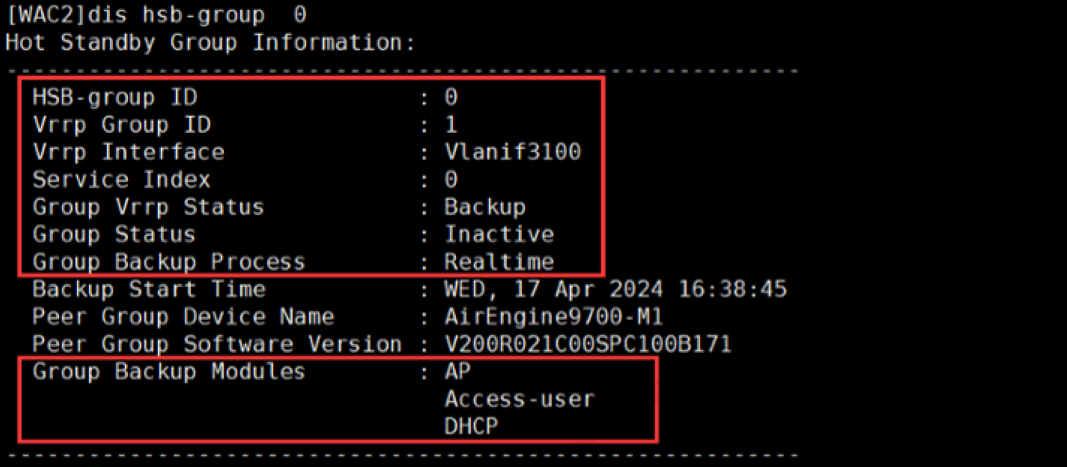 [WAC2]dis hsb-group  0
Hot Standby Group Information:
----------------------------------------------------------
  HSB-group ID                : 0
  Vrrp Group ID               : 1
  Vrrp Interface              : Vlanif3100
  Service Index               : 0
  Group Vrrp Status           : Backup
  Group Status                : Inactive
  Group Backup Process        : Realtime
  Backup Start Time           : WED, 17 Apr 2024 16:38:45
  Peer Group Device Name      : AirEngine9700-M1
  Peer Group Software Version : V200R021C00SPC100B171
  Group Backup Modules        : AP
                                Access-user
                                DHCP
----------------------------------------------------------